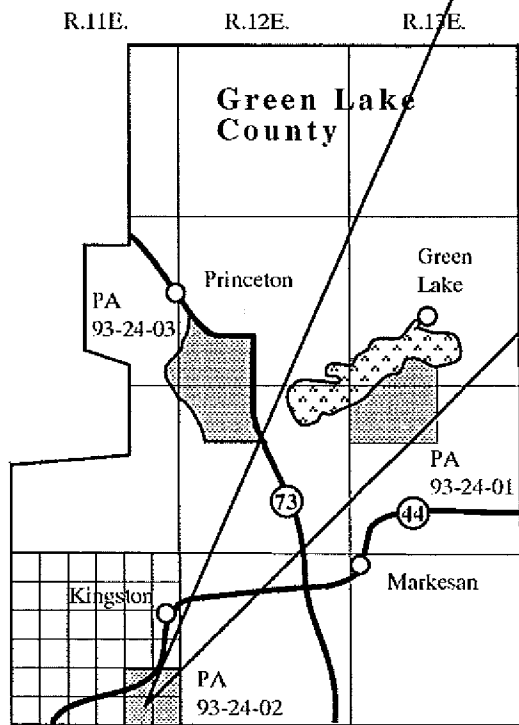 R.11E. R.12E. R.13E.
Green Lake
County
Green
Lake
Princeton
PA
93-24-03
PA
93-24-01
73
44
Kingston
Markesan
PA
93-24-02